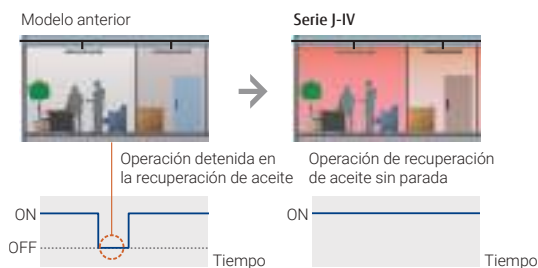 Modelo anterior
Serie J-IV
Operación detenida en
la recuperación de aceite
Operación de recuperación
de aceite sin parada
ON
OFF
Tiempo
ON
Tiempo